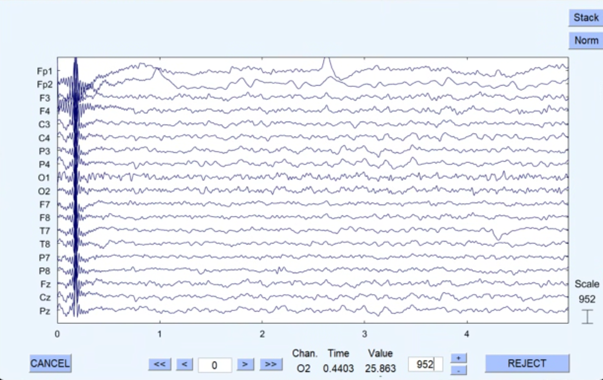 Stack
Norm
Fp1
Fp2
F3
F4
C3
C4
P3
P4
O1
O2
F7
F8
T7
T8
P7
P8
Fz
Cz
Pz
Scale
952
0 1 2 3 4
Chan. Time Value
CANCEL << < 0 > >> O2 0.4403 25.863 952 + - REJECT